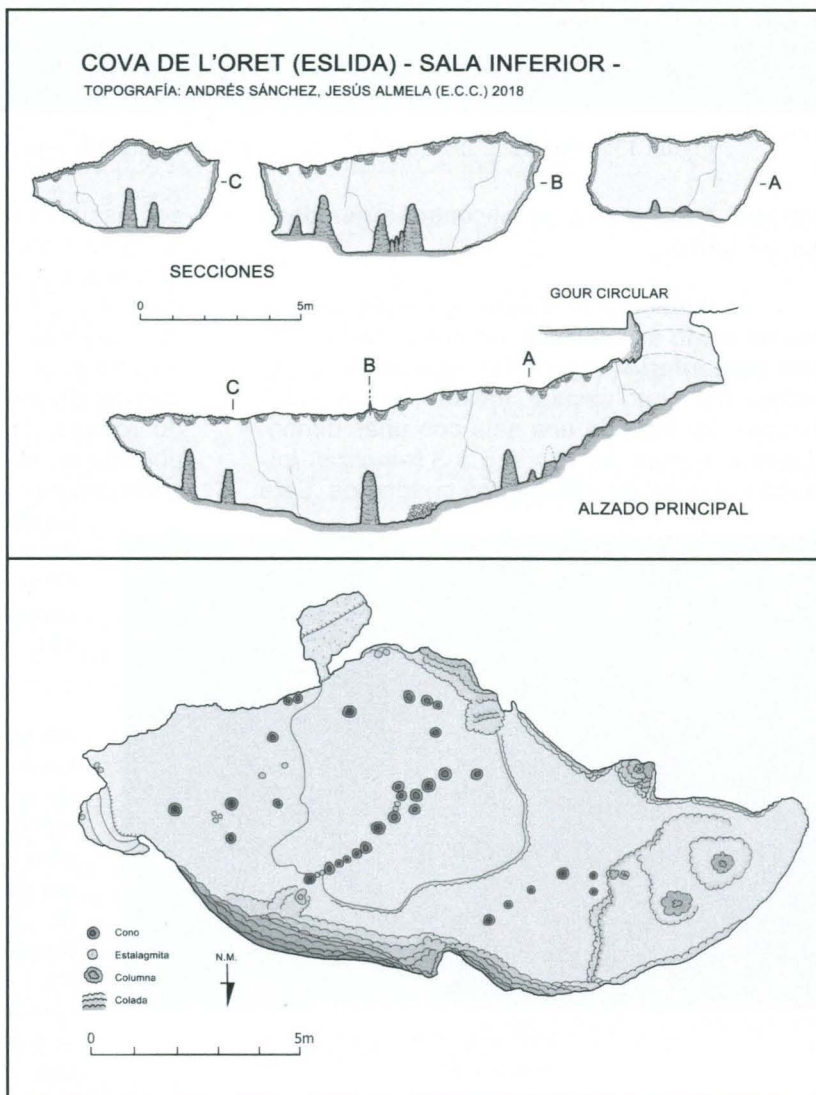 COVA DE L'ORET (ESLIDA) - SALA INFERIOR -
TOPOGRAFÍA: ANDRÉS SÁNCHEZ, JESÚS ALMELA (E.C.C.) 2018
-C
-B
-A
SECCIONES
0 5m
GOUR CIRCULAR
C
B
A
ALZADO PRINCIPAL
Cono
Estalagmita
Columna
Colada
N.M.
0 5m